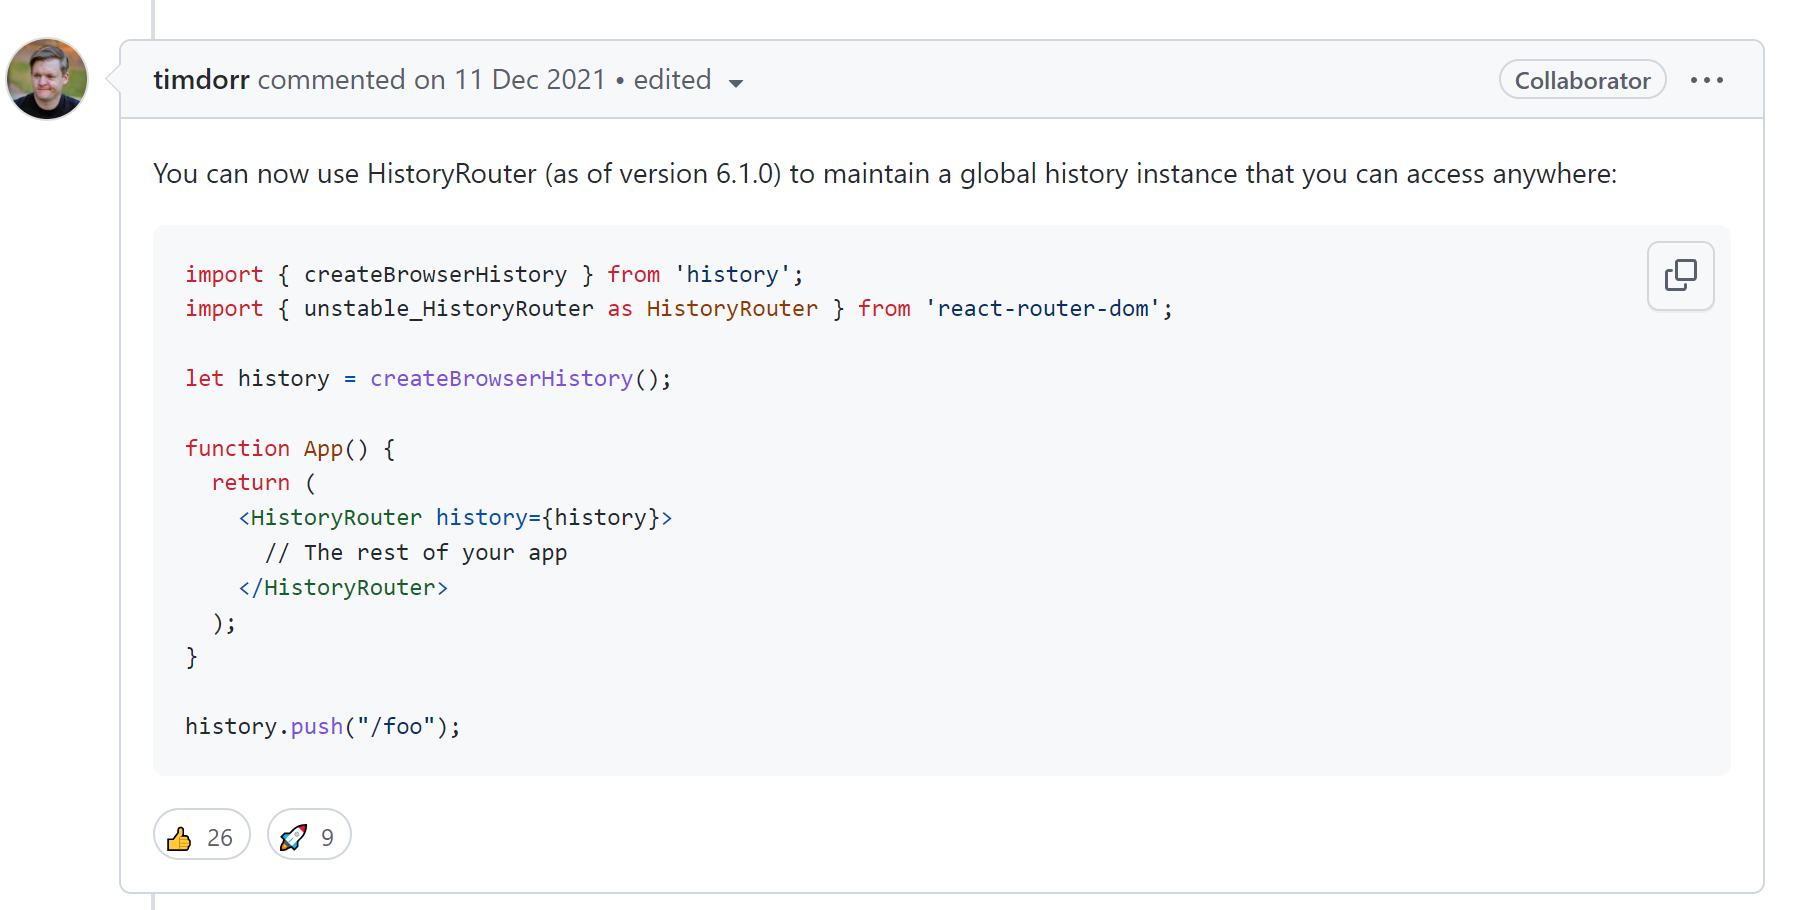 timdorr commented on 11 Dec 2021 • edited
Collaborator
You can now use HistoryRouter (as of version 6.1.0) to maintain a global history instance that you can access anywhere:
import { createBrowserHistory } from 'history';
import { unstable_HistoryRouter as HistoryRouter } from 'react-router-dom';
let history = createBrowserHistory();
function App() {
  return (
    <HistoryRouter history={history}>
      // The rest of your app
    </HistoryRouter>
  );
}
history.push("/foo");
👍 26 🚀 9